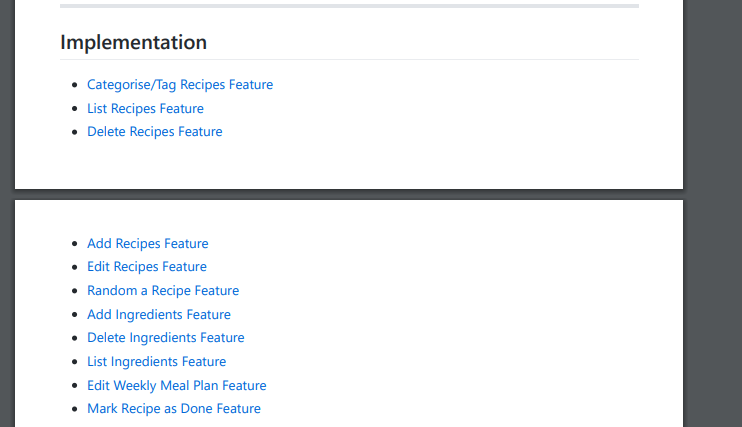 Implementation
Categorise/Tag Recipes Feature
List Recipes Feature
Delete Recipes Feature
Add Recipes Feature
Edit Recipes Feature
Random a Recipe Feature
Add Ingredients Feature
Delete Ingredients Feature
List Ingredients Feature
Edit Weekly Meal Plan Feature
Mark Recipe as Done Feature